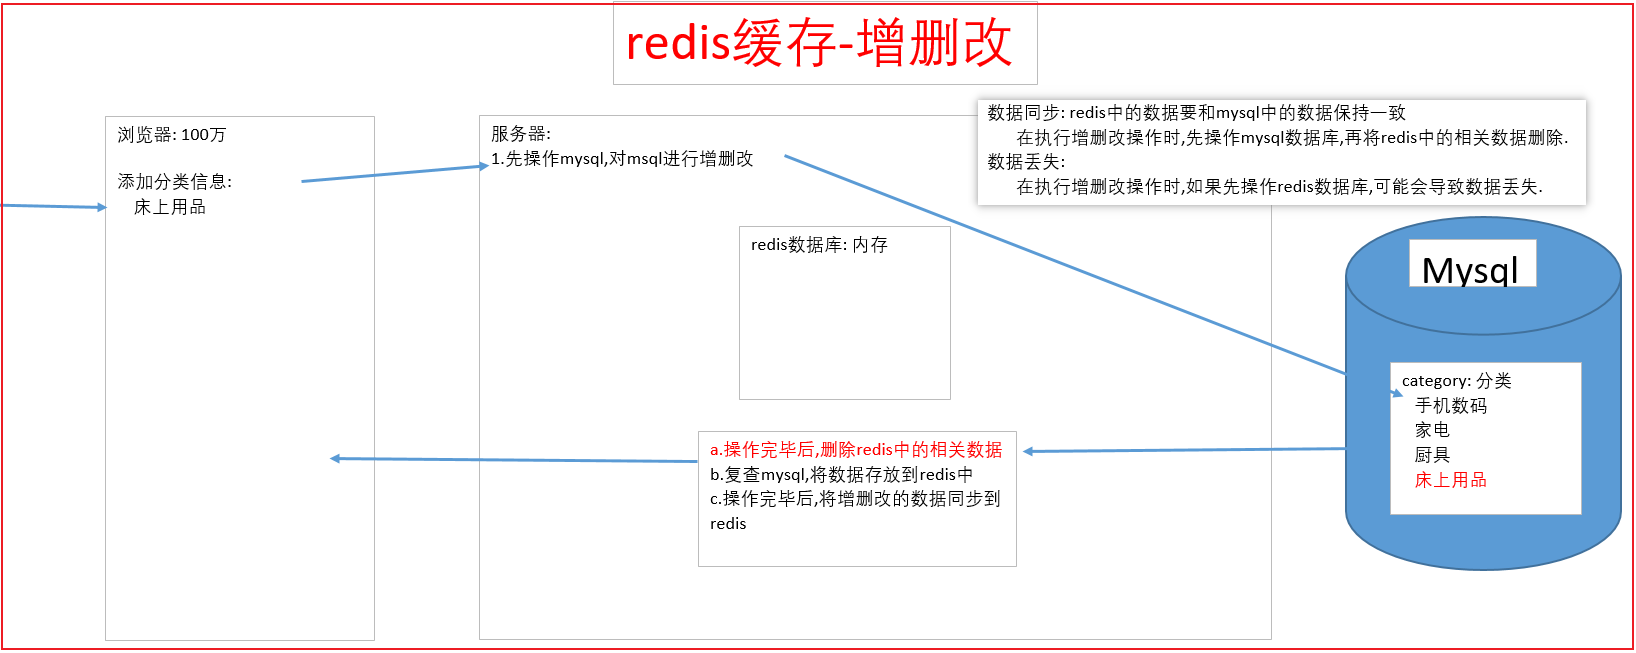 redis缓存-增删改
浏览器: 100万
添加分类信息:
床上用品
服务器:
1.先操作mysql,对msql进行增删改
数据同步: redis中的数据要和mysql中的数据保持一致
在执行增删改操作时,先操作mysql数据库,再将redis中的相关数据删除.
数据丢失:
在执行增删改操作时,如果先操作redis数据库,可能会导致数据丢失.
redis数据库: 内存
a.操作完毕后,删除redis中的相关数据
b.复查mysql,将数据存放到redis中
c.操作完毕后,将增删改的数据同步到
redis
Mysql
category: 分类
手机数码
家电
厨具
床上用品